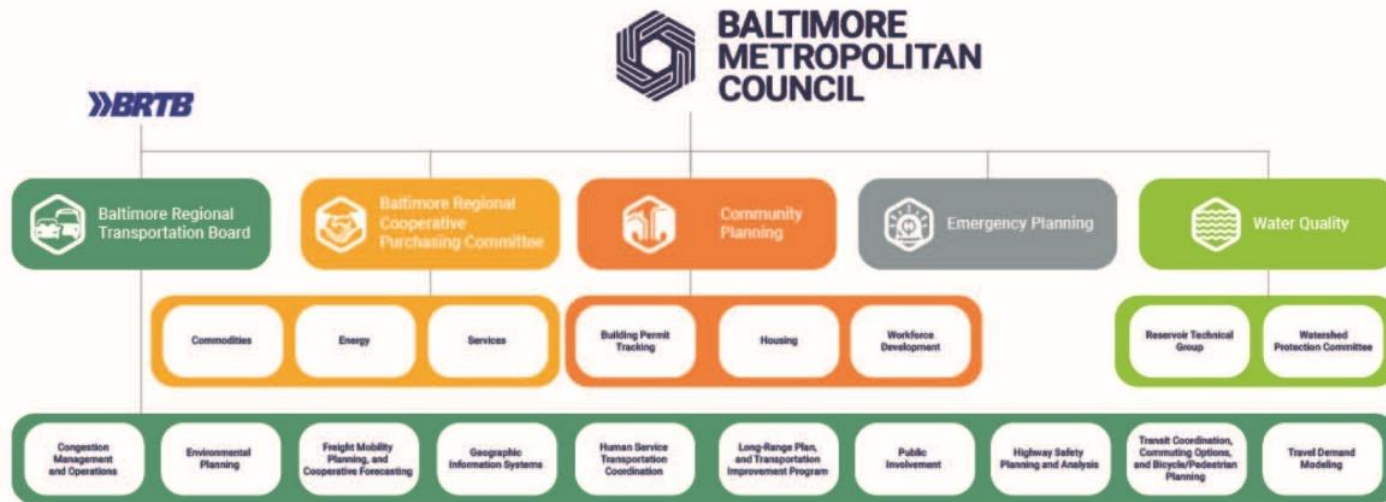 BALTIMORE
METROPOLITAN
COUNCIL
BRTB
Baltimore Regional
Transportation Board
Baltimore Regional
Cooperative
Purchasing Committee
Community
Planning
Emergency Planning
Water Quality
Commodities
Energy
Services
Building Permit
Tracking
Housing
Workforce
Development
Reservoir Technical
Group
Watershed
Protection Committee
Congestion
Management
and Operations
Environmental
Planning
Freight Mobility
Planning, and
Cooperative Forecasting
Geographic
Information Systems
Human Service
Transportation
Coordination
Long-Range Plan,
and Transportation
Improvement Program
Public
Involvement
Highway Safety
Planning and Analysis
Transit Coordination,
Commuting Options,
and Bicycle/Pedestrian
Planning
Travel Demand
Modeling